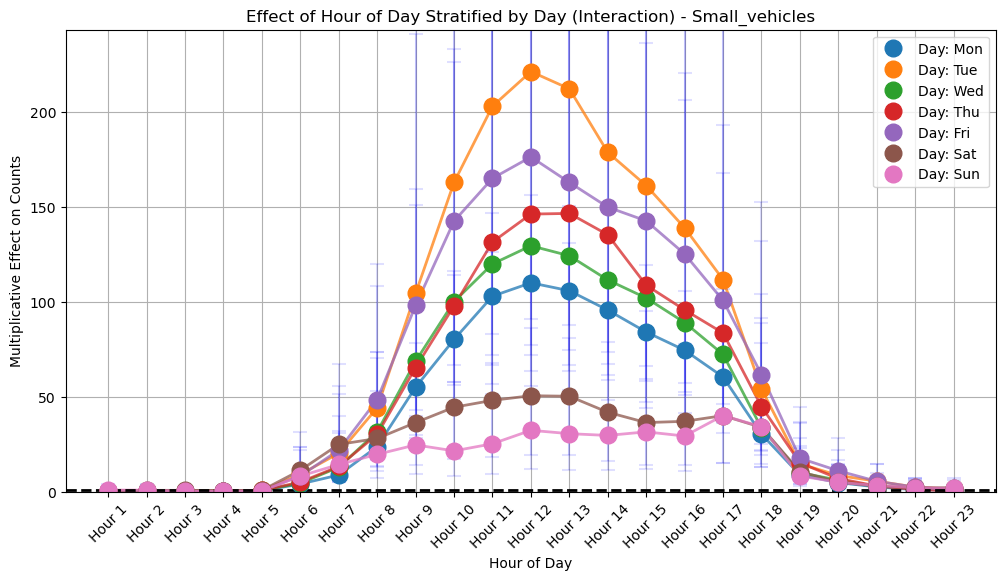 Effect of Hour of Day Stratified by Day (Interaction) - Small_vehicles
Multiplicative Effect on Counts
200
150
100
50
0
Day: Mon
Day: Tue
Day: Wed
Day: Thu
Day: Fri
Day: Sat
Day: Sun
Hour 1
Hour 2
Hour 3
Hour 4
Hour 5
Hour 6
Hour 7
Hour 8
Hour 9
Hour 10
Hour 11
Hour 12
Hour 13
Hour 14
Hour 15
Hour 16
Hour 17
Hour 18
Hour 19
Hour 20
Hour 21
Hour 22
Hour 23
Hour of Day